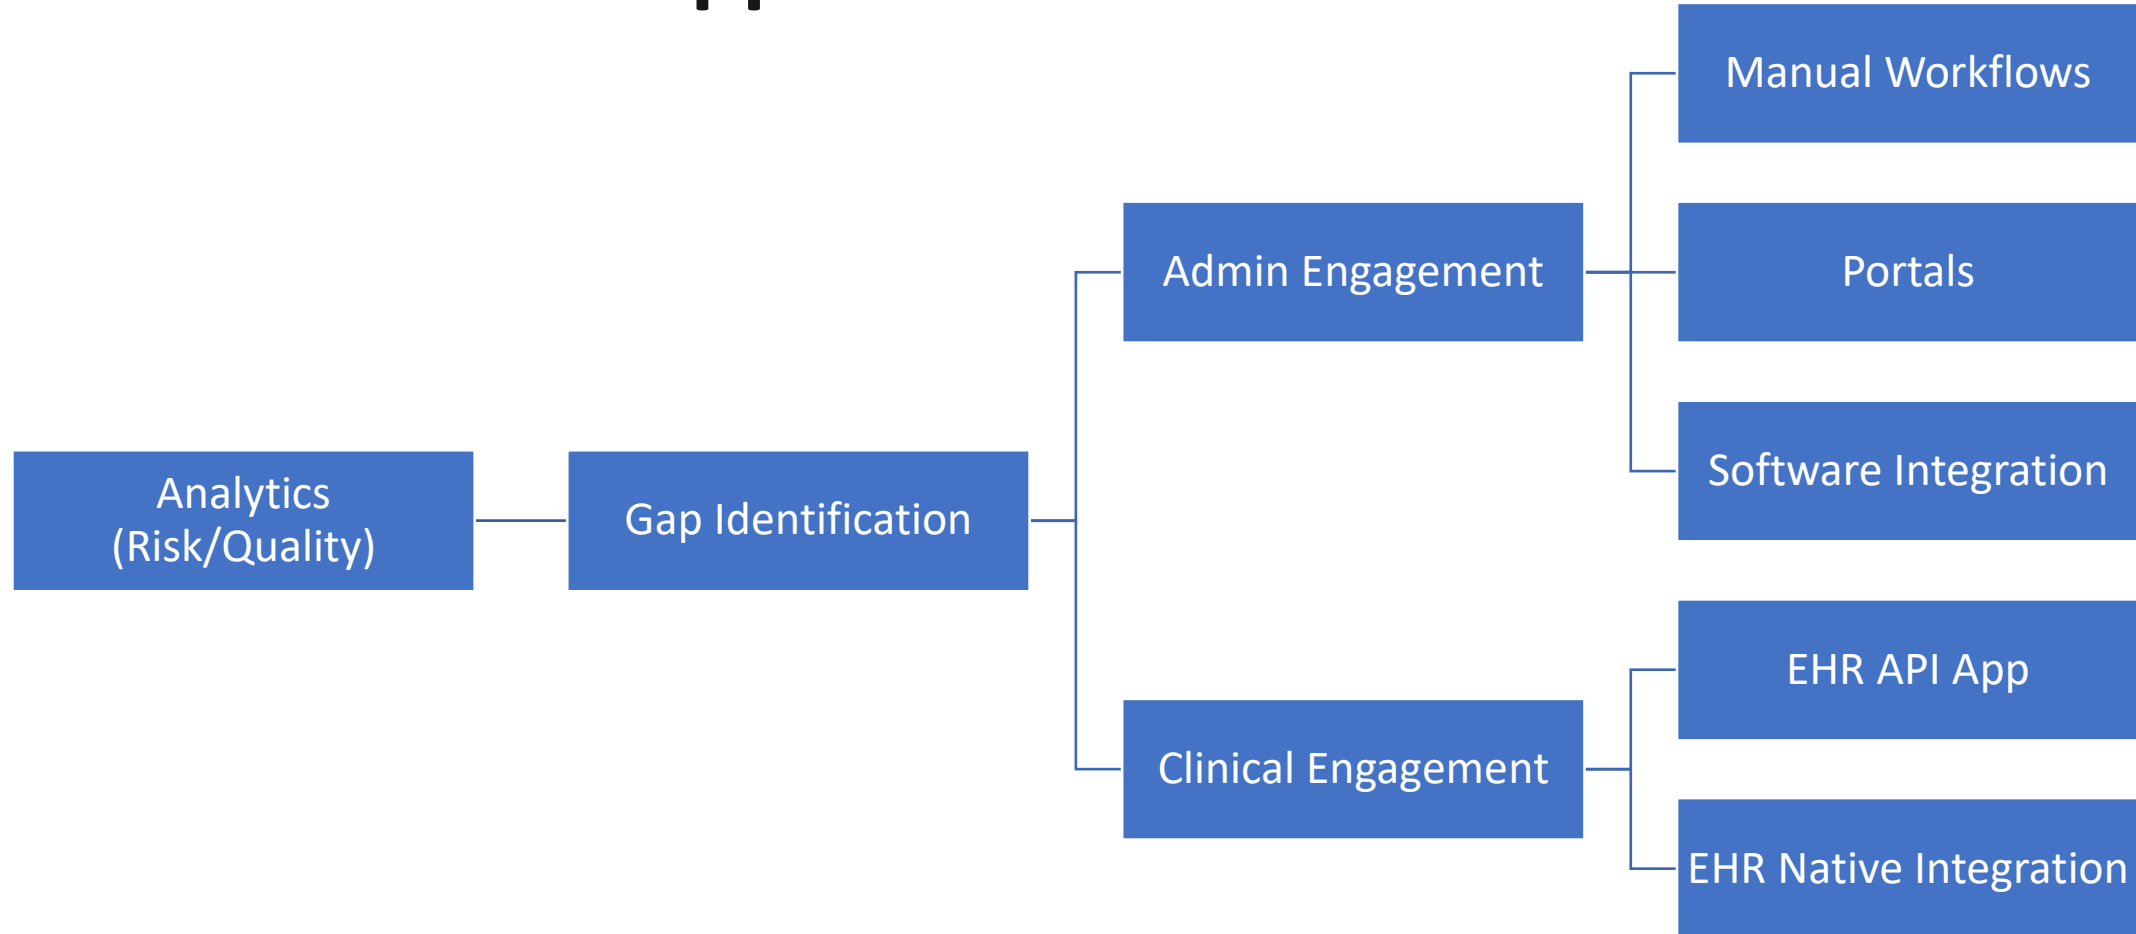 Manual Workflows
Admin Engagement
Portals
Software Integration
Analytics
(Risk/Quality)
Gap Identification
EHR API App
Clinical Engagement
EHR Native Integration